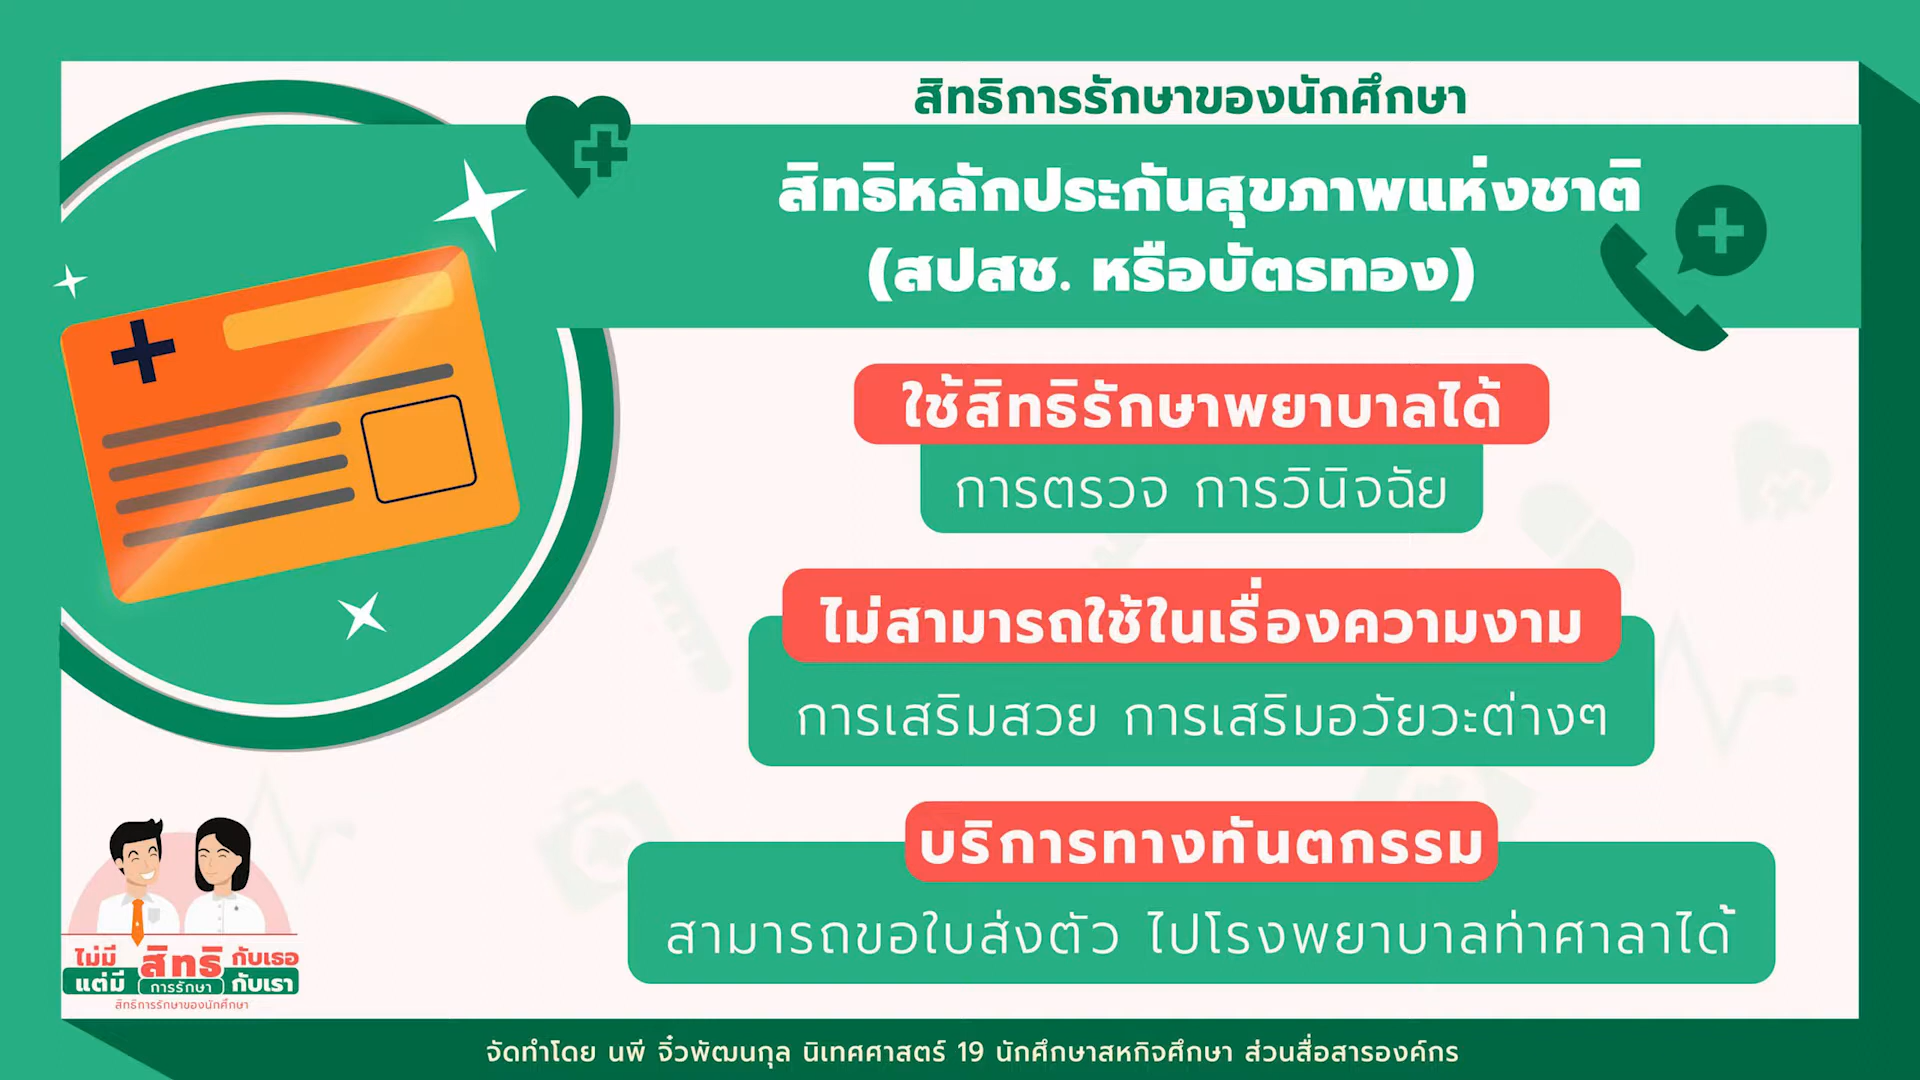 สิทธิการรักษาของนักศึกษา
สิทธิหลักประกันสุขภาพแห่งชาติ
(สปสช. หรือบัตรทอง)
ใช้สิทธิรักษาพยาบาลได้
การตรวจ การวินิจฉัย
ไม่สามารถใช้ในเรื่องความงาม
การเสริมสวย การเสริมอวัยวะต่างๆ
บริการทางทันตกรรม
สามารถขอใบส่งตัว ไปโรงพยาบาลท่าศาลาได้
ไม่มี สิทธิ กับเธอ
แต่มี การรักษา กับเรา
สิทธิการรักษาของนักศึกษา
จัดทำโดย นพี จิ๋วพัฒนกุล นิเทศศาสตร์ 19 นักศึกษาสหกิจศึกษา ส่วนสื่อสารองค์กร